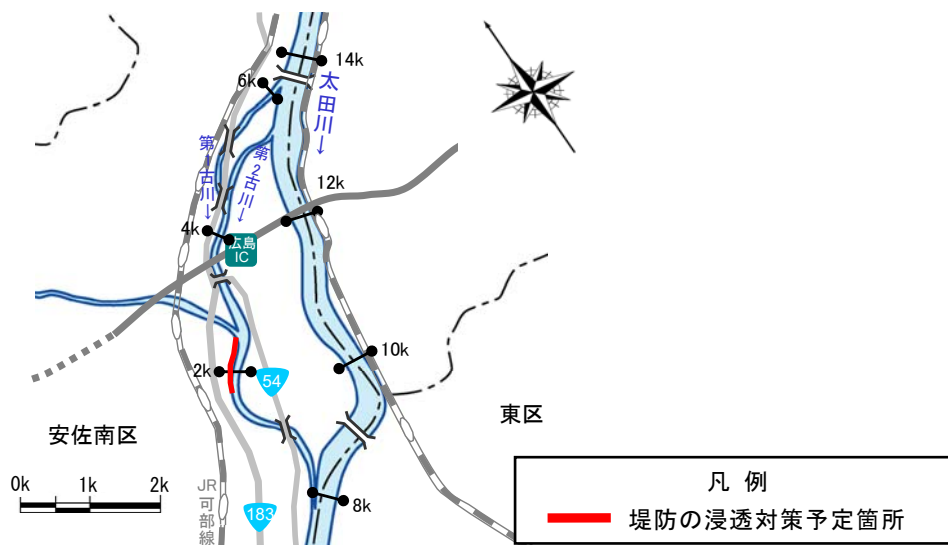 14k
6k
太田川→
第1古川→
第2古川→
12k
4k
広島
IC
10k
2k
54
東区
安佐南区
0k 1k 2k
JR可部線
183
8k
凡 例
堤防の浸透対策予定箇所